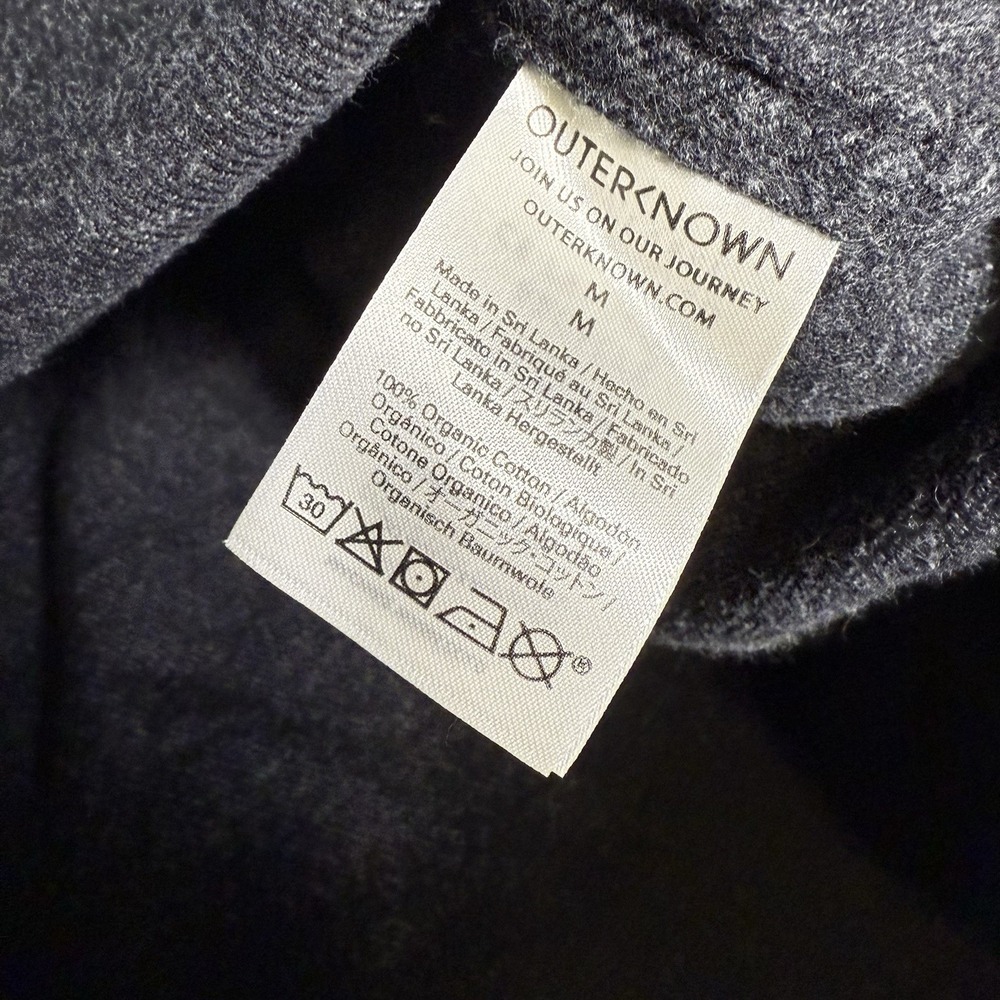 OUTERKNOWN
JOIN US ON OUR JOURNEY
OUTERKNOWN.COM
M
M
Made in Sri Lanka / Hecho en Sri
Lanka / Fabriqué au Sri Lanka /
Fabbricato in Sri Lanka / Fabricado
no Sri Lanka / スリランカ製 / In Sri
Lanka Hergestellt
100% Organic Cotton / Algodón
Orgánico / Coton Biologique /
Cotone Organico / Algodão
Orgânico / オーガニック・コットン /
Organisch Baumwole
30
®